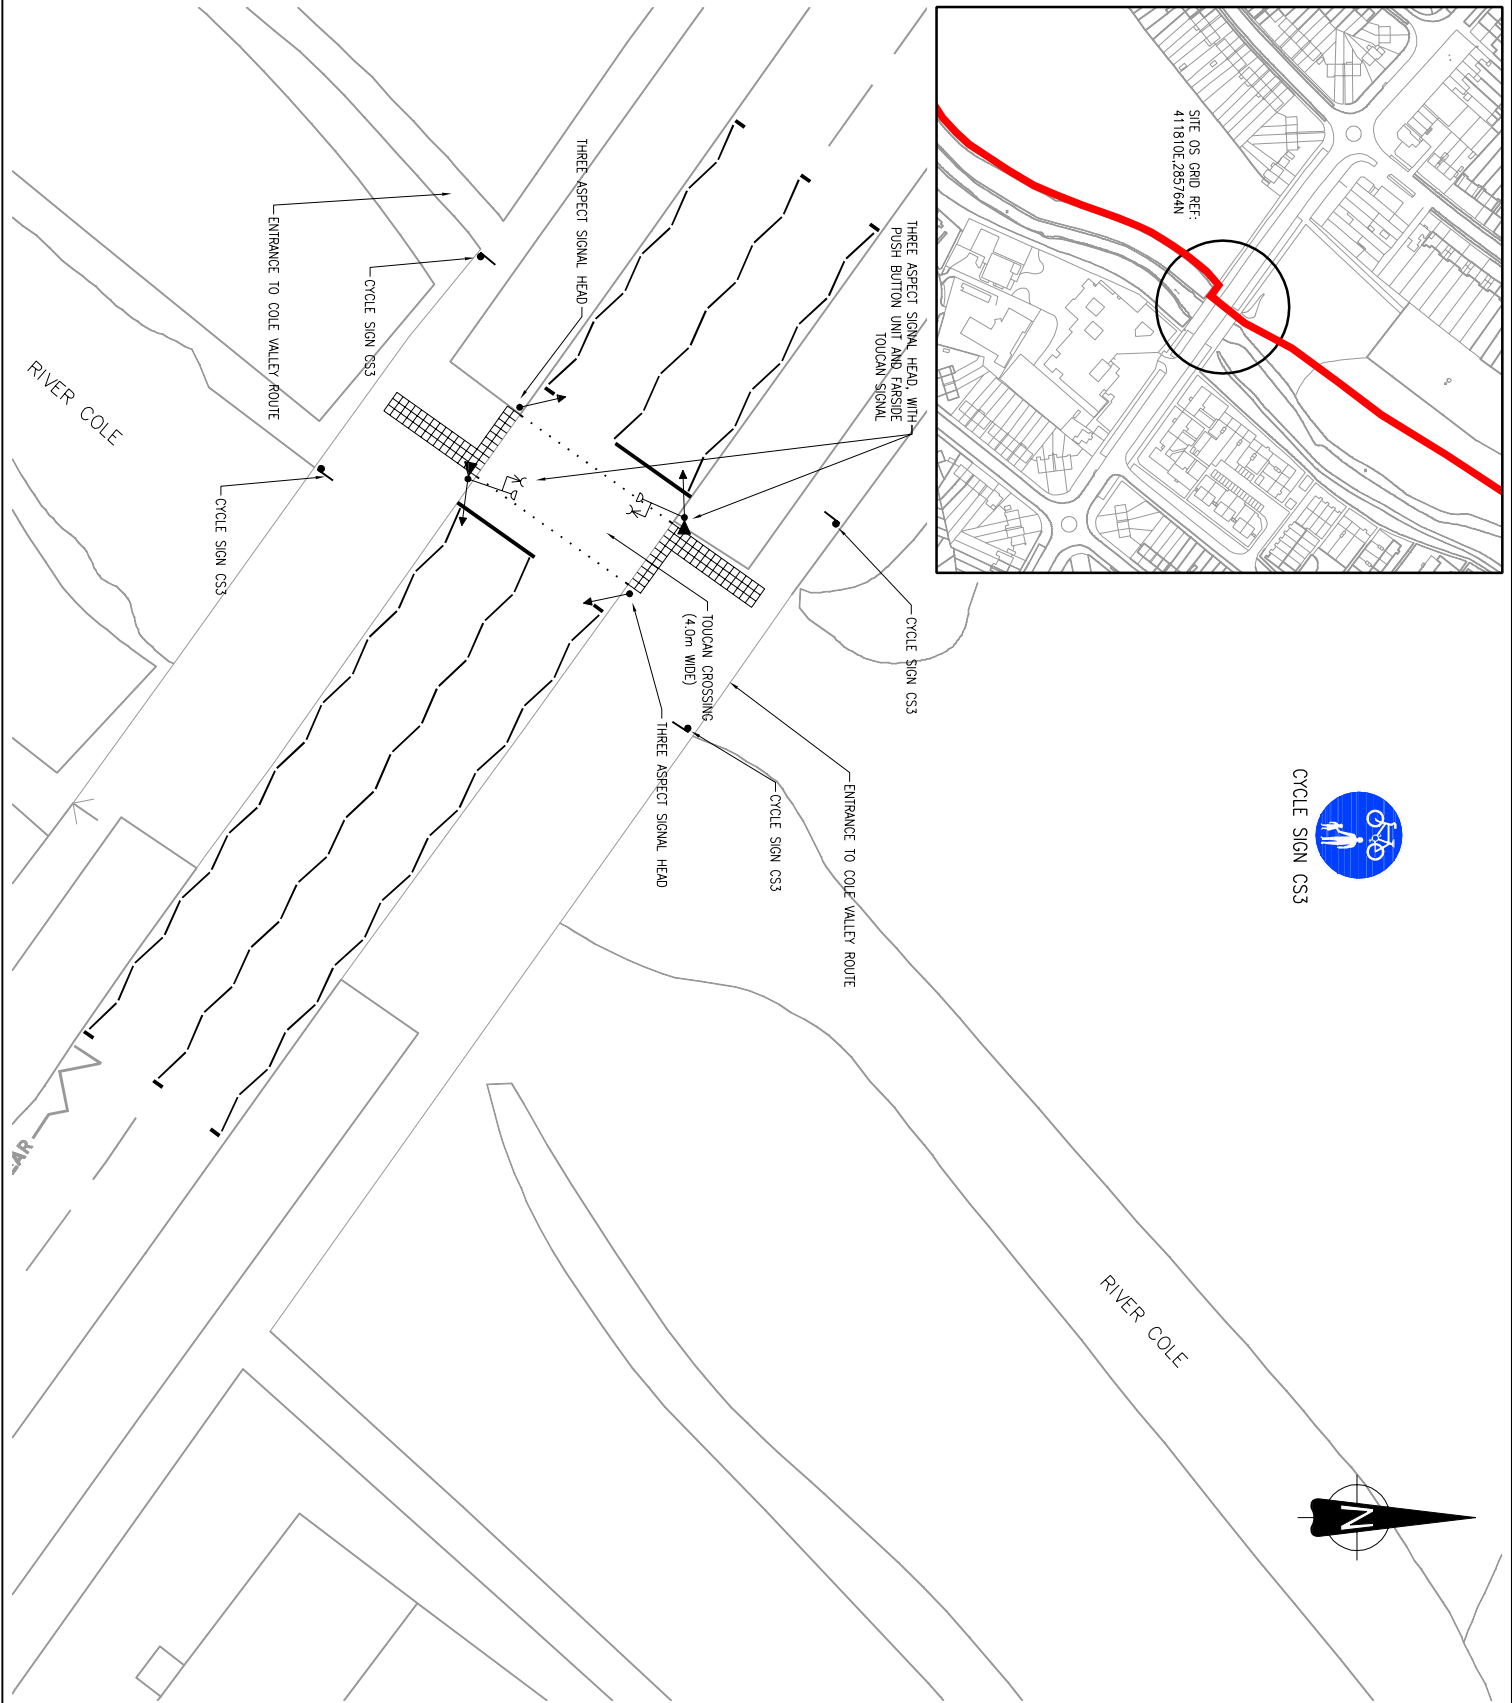 SITE OS GRID REF:
411810E,285764N
CYCLE SIGN CS3
THREE ASPECT SIGNAL HEAD, WITH
PUSH BUTTON UNIT AND FARSIDE
TOUCAN SIGNAL
CYCLE SIGN CS3
ENTRANCE TO COLE VALLEY ROUTE
CYCLE SIGN CS3
TOUCAN CROSSING
(4.0m WIDE)
THREE ASPECT SIGNAL HEAD
THREE ASPECT SIGNAL HEAD
CYCLE SIGN CS3
ENTRANCE TO COLE VALLEY ROUTE
CYCLE SIGN CS3
RIVER COLE
RIVER COLE
N
EAR